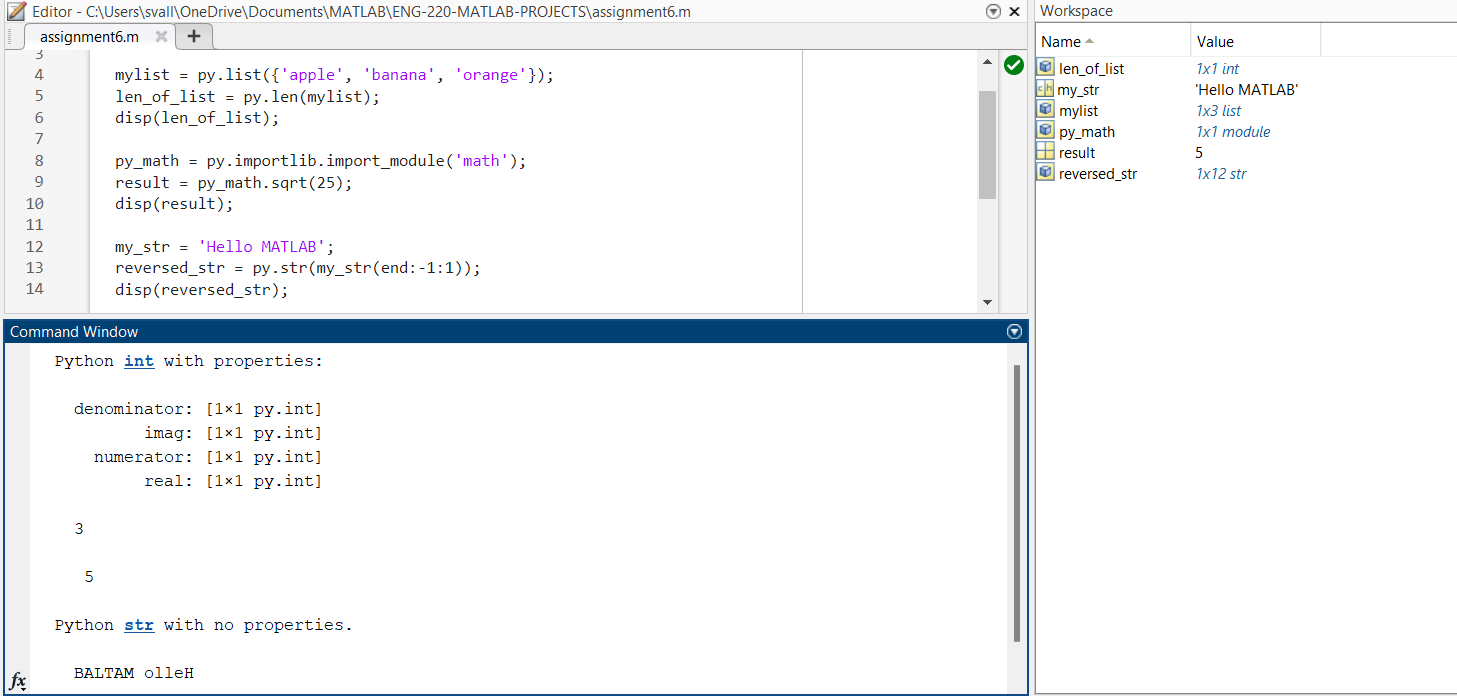 Editor - C:\Users\svall\OneDrive\Documents\MATLAB\ENG-220-MATLAB-PROJECTS\assignment6.m
assignment6.m
3
4 mylist = py.list({'apple', 'banana', 'orange'});
5 len_of_list = py.len(mylist);
6 disp(len_of_list);
7
8 py_math = py.importlib.import_module('math');
9 result = py_math.sqrt(25);
10 disp(result);
11
12 my_str = 'Hello MATLAB';
13 reversed_str = py.str(my_str(end:-1:1));
14 disp(reversed_str);
Command Window
Python int with properties:
denominator: [1×1 py.int]
imag: [1×1 py.int]
numerator: [1×1 py.int]
real: [1×1 py.int]
3
5
Python str with no properties.
BALTAM olleH
fx
Workspace
Name Value
len_of_list 1x1 int
ch my_str 'Hello MATLAB'
mylist 1x3 list
py_math 1x1 module
result 5
reversed_str 1x12 str